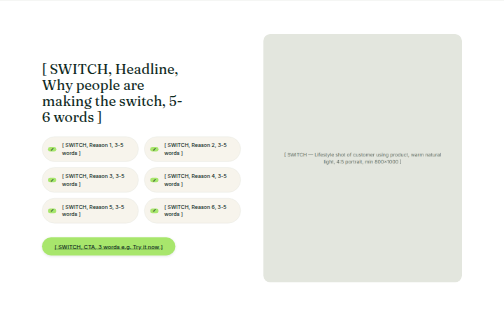 [ SWITCH, Headline,
Why people are
making the switch, 5-
6 words ]
[ SWITCH, Reason 1, 3-5
words ]
[ SWITCH, Reason 2, 3-5
words ]
[ SWITCH, Reason 3, 3-5
words ]
[ SWITCH, Reason 4, 3-5
words ]
[ SWITCH, Reason 5, 3-5
words ]
[ SWITCH, Reason 6, 3-5
words ]
[ SWITCH, CTA, 3 words e.g. Try it now ]
[ SWITCH — Lifestyle shot of customer using product, warm natural
light, 4:5 portrait, min 800×1000 ]